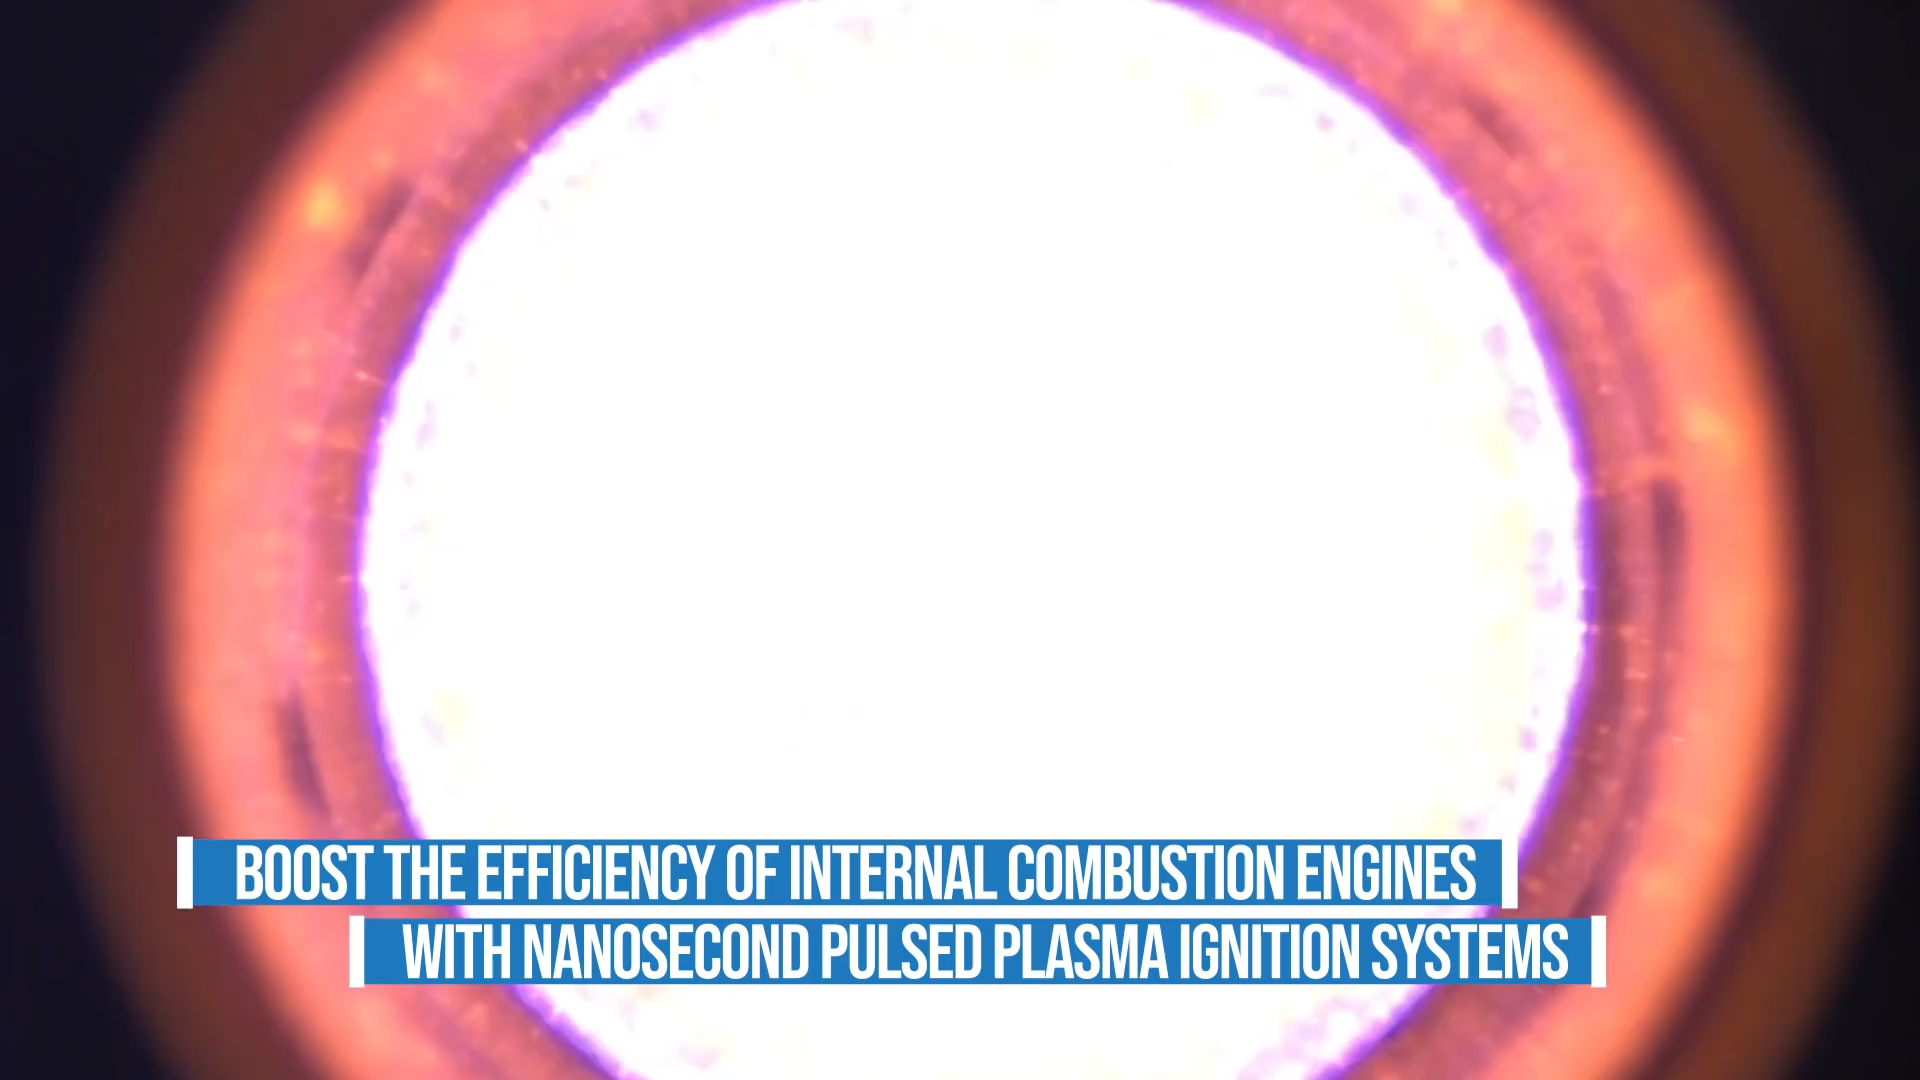 BOOST THE EFFICIENCY OF INTERNAL COMBUSTION ENGINES
WITH NANOSECOND PULSED PLASMA IGNITION SYSTEMS